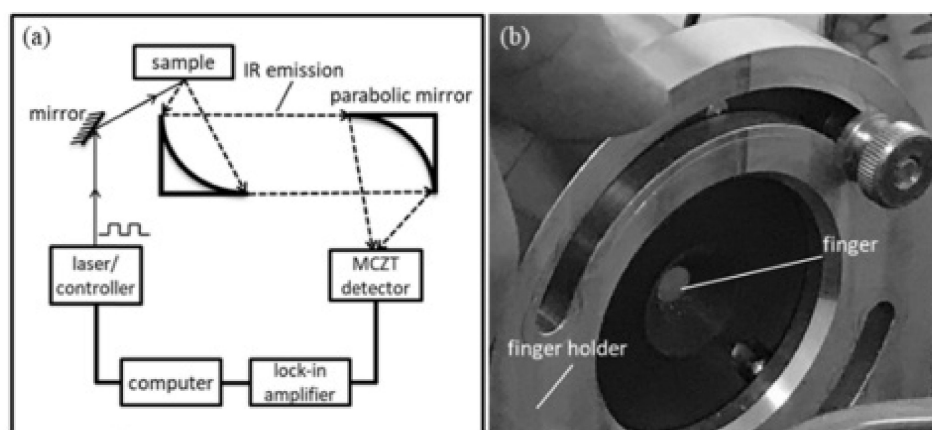 (a)
sample
IR emission
parabolic mirror
mirror
laser/
controller
MCZT
detector
computer
lock-in
amplifier
(b)
finger
finger holder